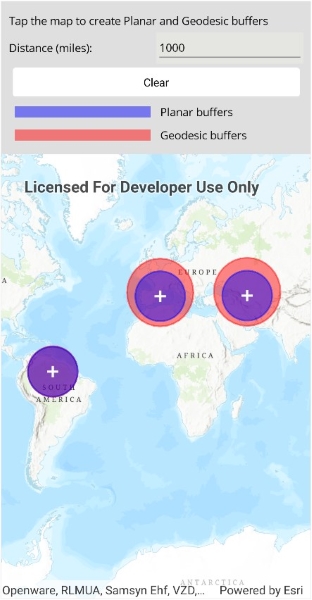 Tap the map to create Planar and Geodesic buffers
Distance (miles):
1000
Clear
Planar buffers
Geodesic buffers
Licensed For Developer Use Only
EUROPE
A
AFRICA
SOUTH
AMERICA
ANTARCTICA
Openware, RLMUA, Samsyn Ehf, VZD,... Powered by Esri